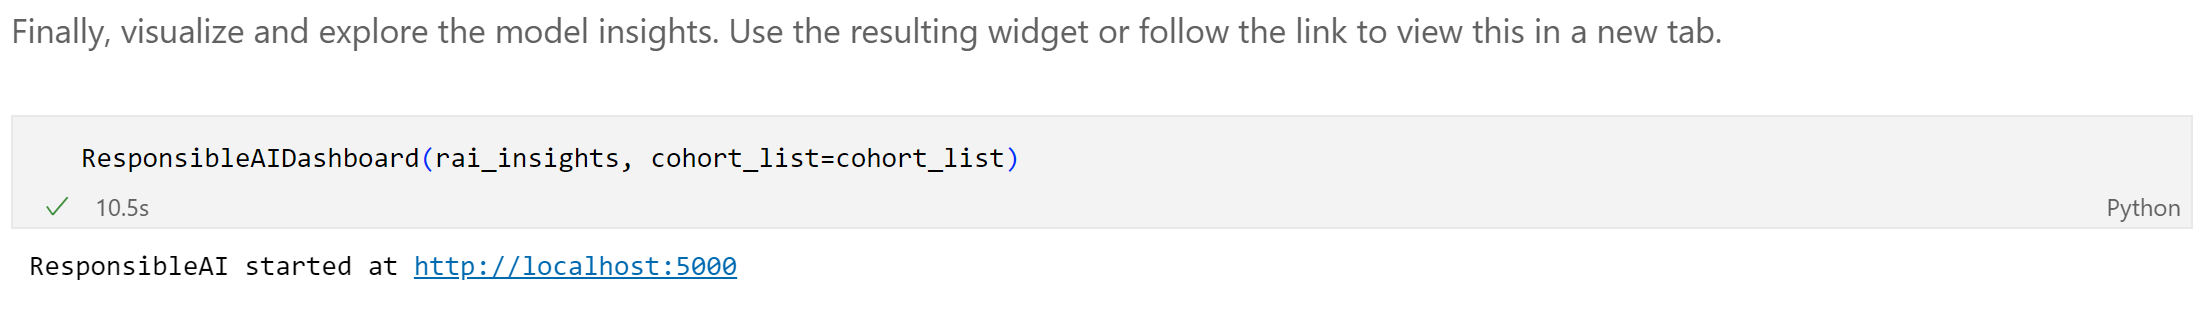 Finally, visualize and explore the model insights. Use the resulting widget or follow the link to view this in a new tab.
ResponsibleAIDashboard(rai_insights, cohort_list=cohort_list)
10.5s
Python
ResponsibleAI started at http://localhost:5000